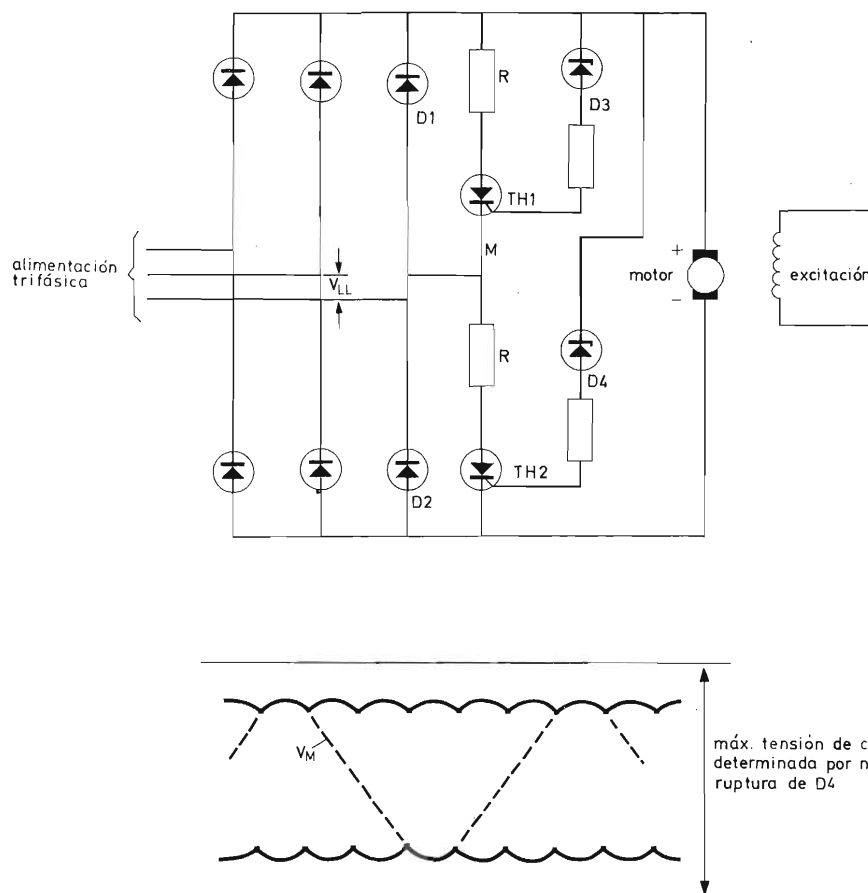 R
D3
D1
TH1
M
alimentación
trifásica
V_LL
+
motor
-
excitación
R
D4
TH2
D2
V_M
máx. tensión de c
determinada por n
ruptura de D4